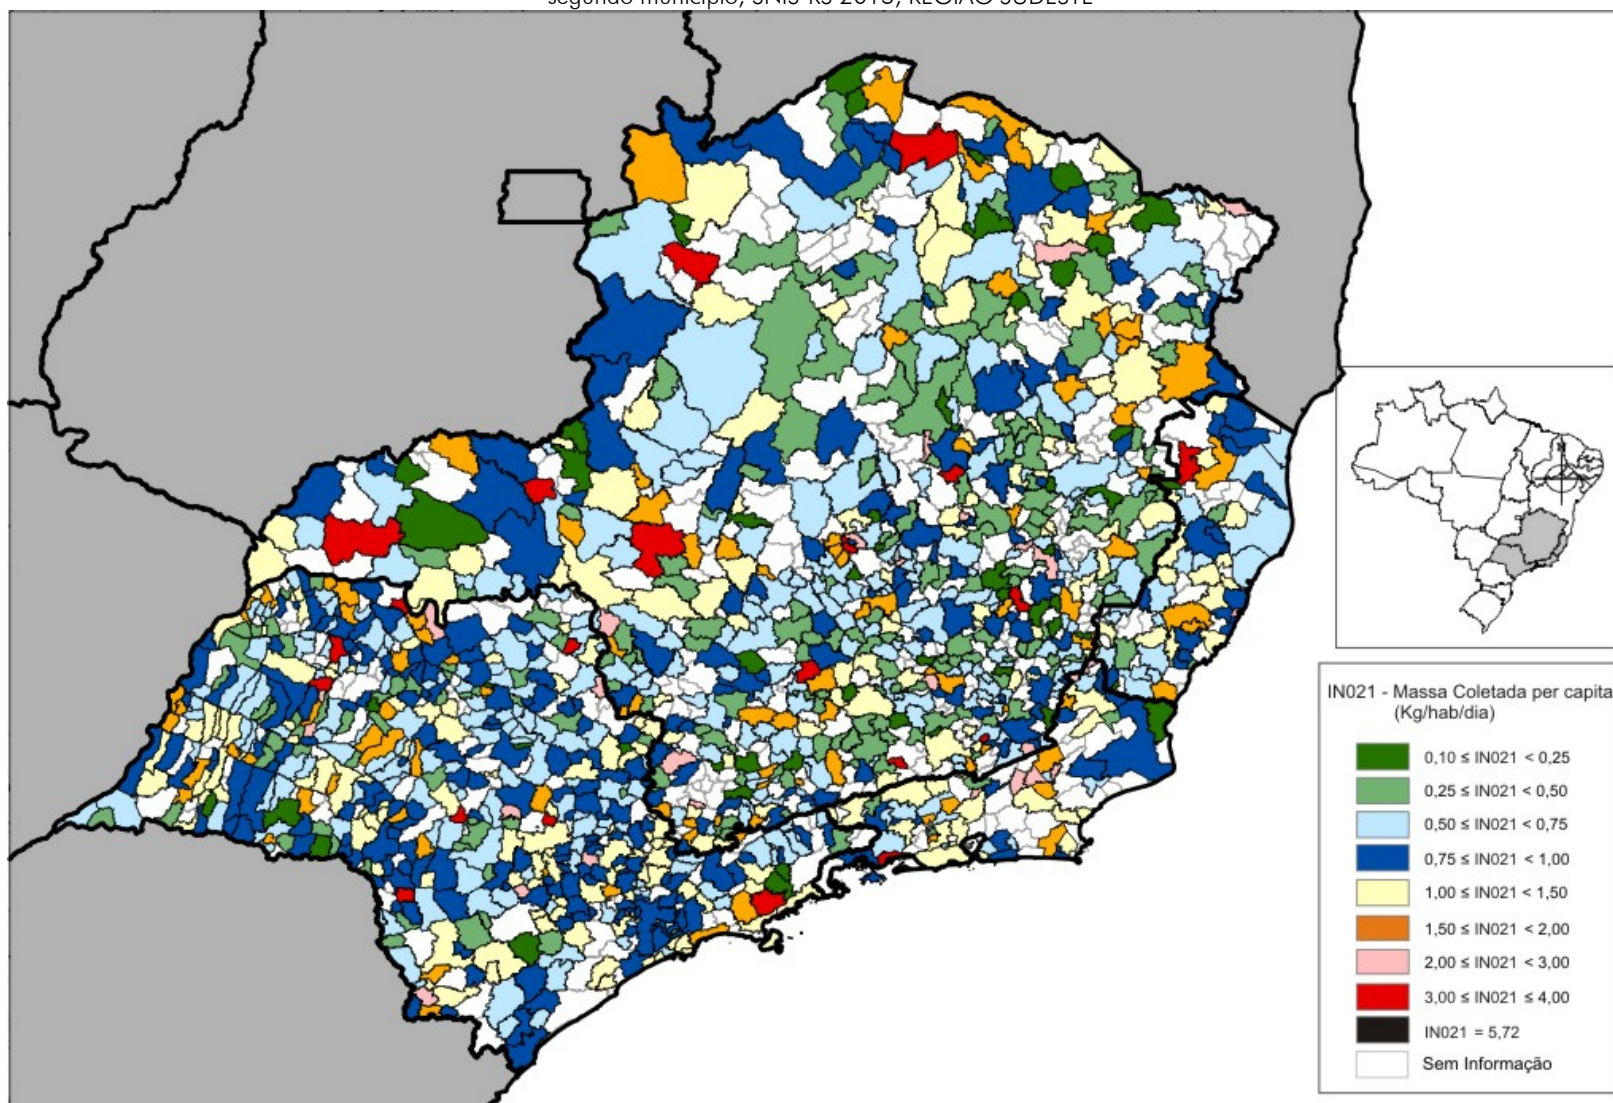 segundo município, SNIS-RS 2015, REGIÃO SUDESTE
N
IN021 - Massa Coletada per capita
(Kg/hab/dia)
0,10 ≤ IN021 < 0,25
0,25 ≤ IN021 < 0,50
0,50 ≤ IN021 < 0,75
0,75 ≤ IN021 < 1,00
1,00 ≤ IN021 < 1,50
1,50 ≤ IN021 < 2,00
2,00 ≤ IN021 < 3,00
3,00 ≤ IN021 ≤ 4,00
IN021 = 5,72
Sem Informação